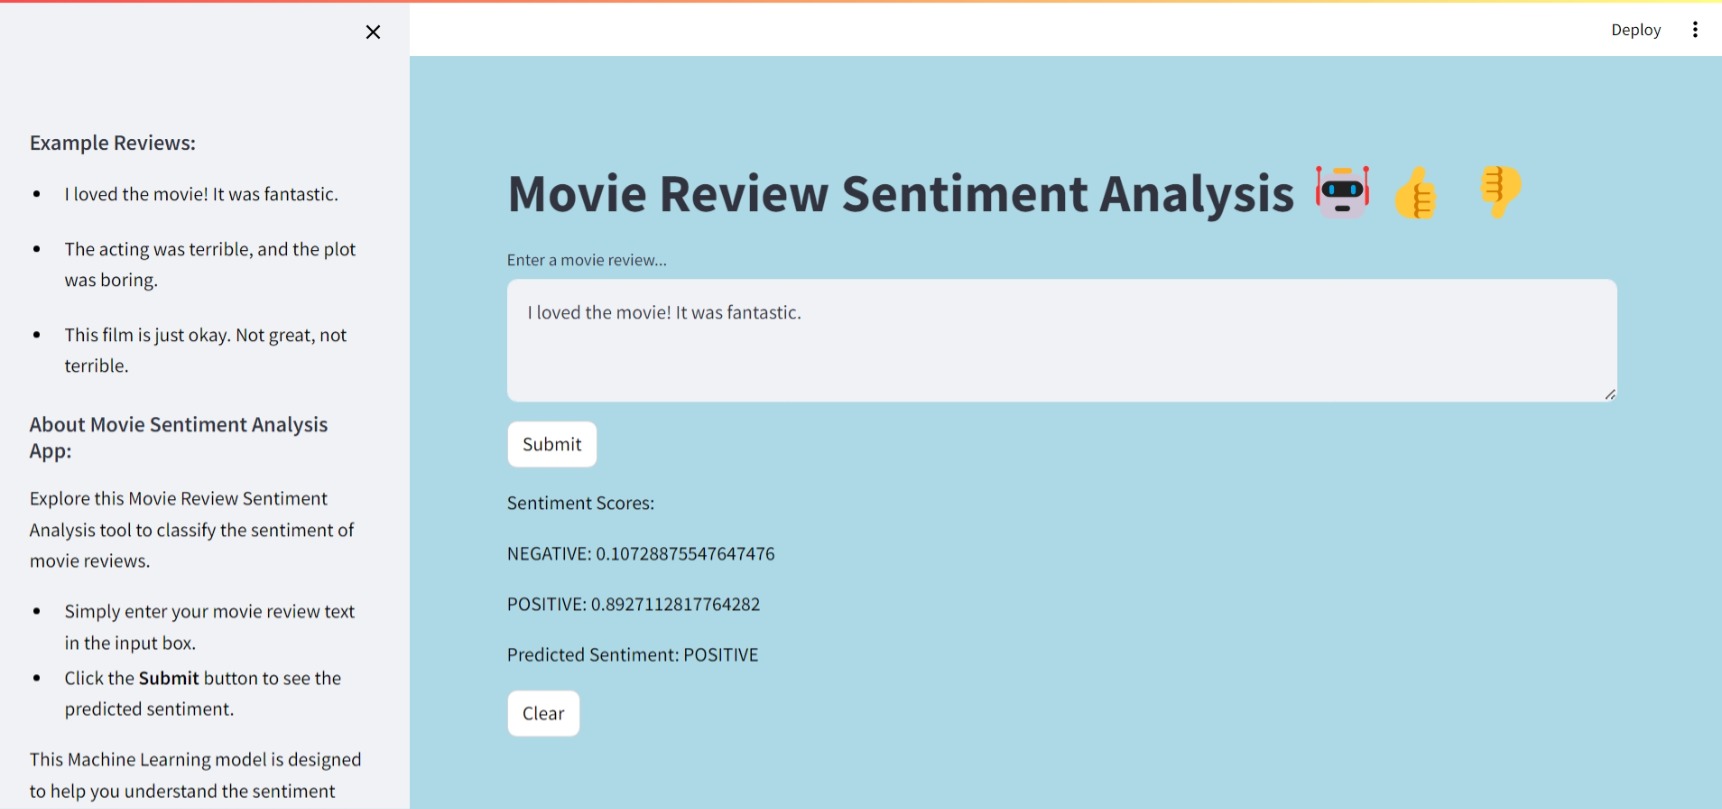 Deploy
Example Reviews:
I loved the movie! It was fantastic.
The acting was terrible, and the plot
was boring.
This film is just okay. Not great, not
terrible.
About Movie Sentiment Analysis
App:
Explore this Movie Review Sentiment
Analysis tool to classify the sentiment of
movie reviews.
Simply enter your movie review text
in the input box.
Click the Submit button to see the
predicted sentiment.
This Machine Learning model is designed
to help you understand the sentiment
Movie Review Sentiment Analysis
Enter a movie review...
I loved the movie! It was fantastic.
Submit
Sentiment Scores:
NEGATIVE: 0.10728875547647476
POSITIVE: 0.8927112817764282
Predicted Sentiment: POSITIVE
Clear